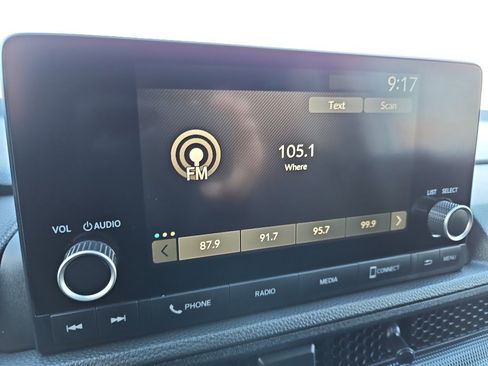 9:17
Text Scan
105.1
FM
Where
LIST SELECT
VOL AUDIO
87.9 91.7 95.7 99.9
PHONE RADIO MEDIA CONNECT MENU